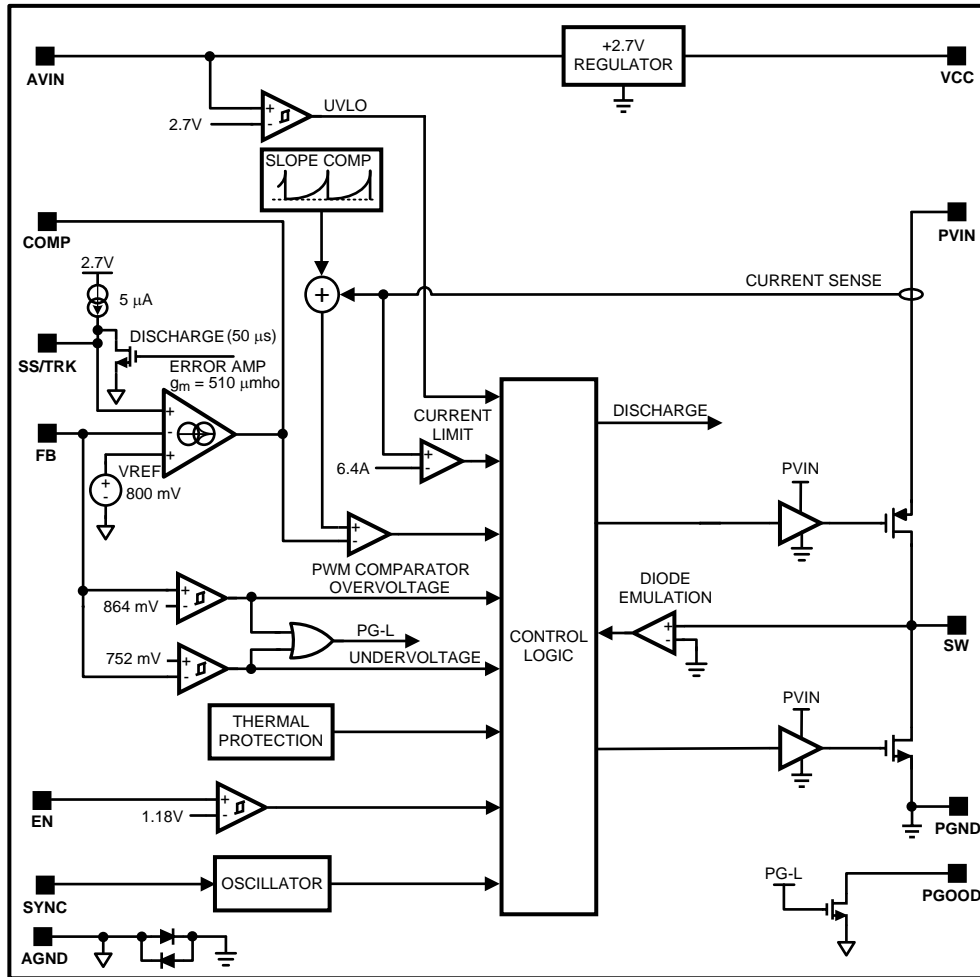 +2.7V
REGULATOR
AVIN
VCC
UVLO
+
-
2.7V
SLOPE COMP
COMP
PVIN
2.7V
5 μA
+
CURRENT SENSE
DISCHARGE (50 μs)
SS/TRK
ERROR AMP
gm = 510 μmho
+
-
+
FB
CURRENT
LIMIT
+
-
6.4A
DISCHARGE
VREF
+
-
800 mV
PVIN
+
-
PWM COMPARATOR
OVERVOLTAGE
+
-
864 mV
DIODE
EMULATION
+
-
PG-L
CONTROL
LOGIC
SW
752 mV
+
-
UNDERVOLTAGE
PVIN
THERMAL
PROTECTION
EN
+
-
1.18V
PGND
OSCILLATOR
SYNC
PG-L
PGOOD
AGND